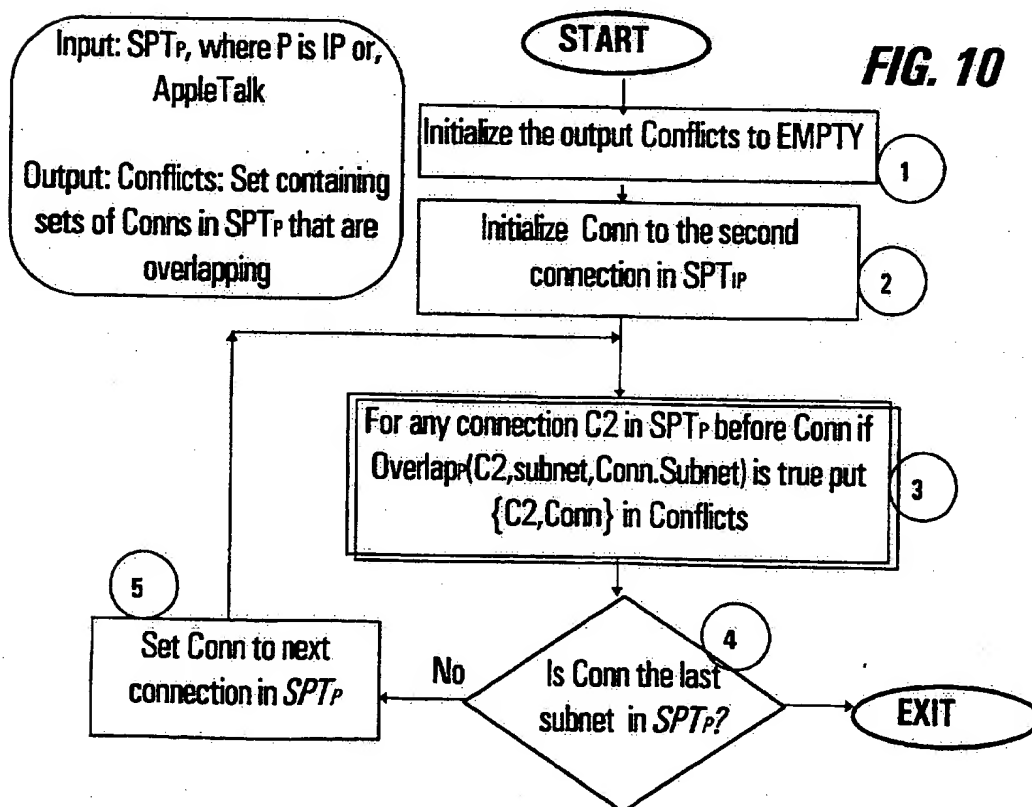 Input: SPTP, where P is IP or,
AppleTalk
Output: Conflicts: Set containing
sets of Conns in SPTP that are
overlapping
START
FIG. 10
Initialize the output Conflicts to EMPTY
1
Initialize Conn to the second
connection in SPTIP
2
For any connection C2 in SPTP before Conn if
OverlapP(C2,subnet,Conn.Subnet) is true put
{C2,Conn} in Conflicts
3
5
Set Conn to next
connection in SPTP
No
4
Is Conn the last
subnet in SPTP?
EXIT